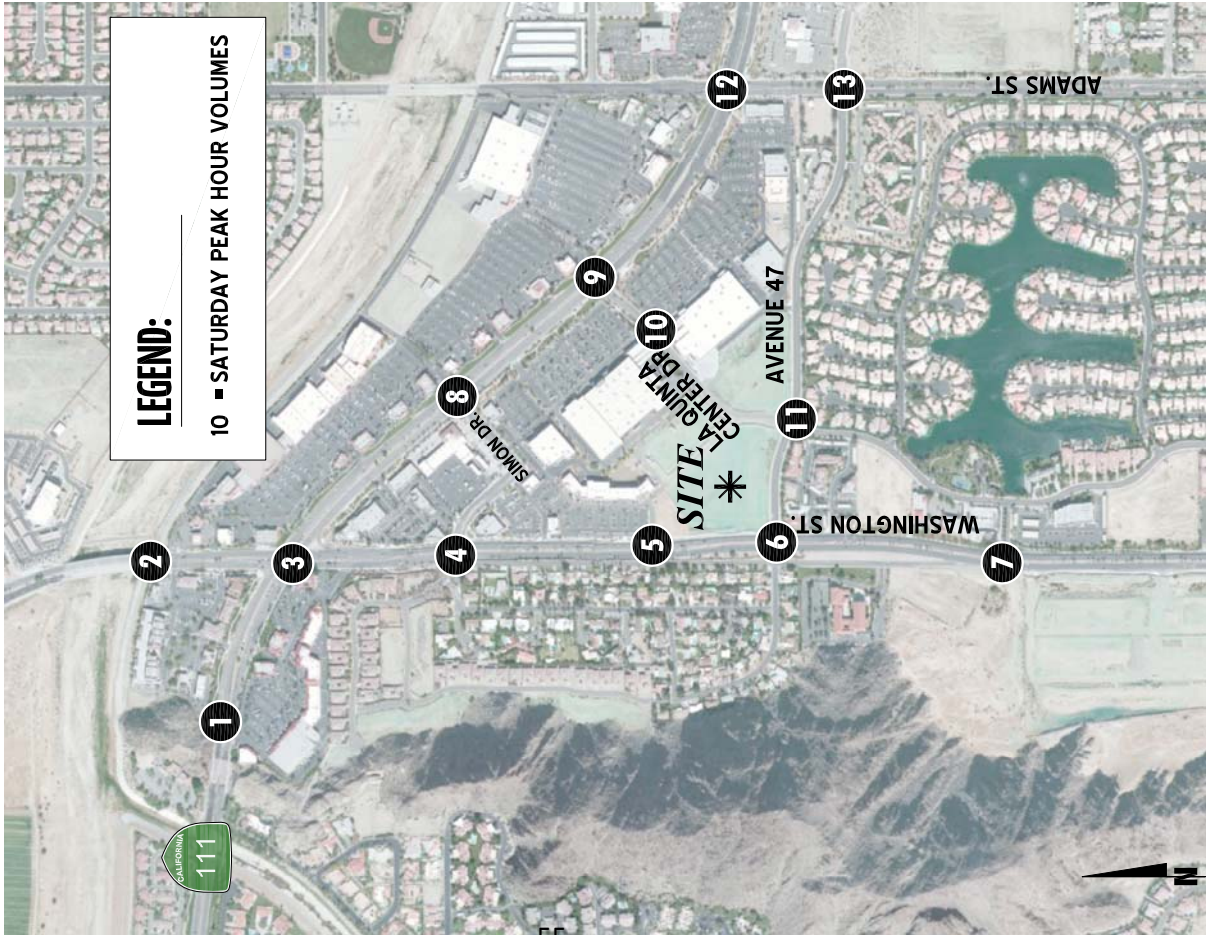 LEGEND:
10 = SATURDAY PEAK HOUR VOLUMES
ADAMS ST.
12
13
9
10
LA QUINTA
CENTER DR.
AVENUE 47
8
SIMON DR.
11
SITE
2
3
4
5
6
WASHINGTON ST.
7
1
CALIFORNIA
111
N